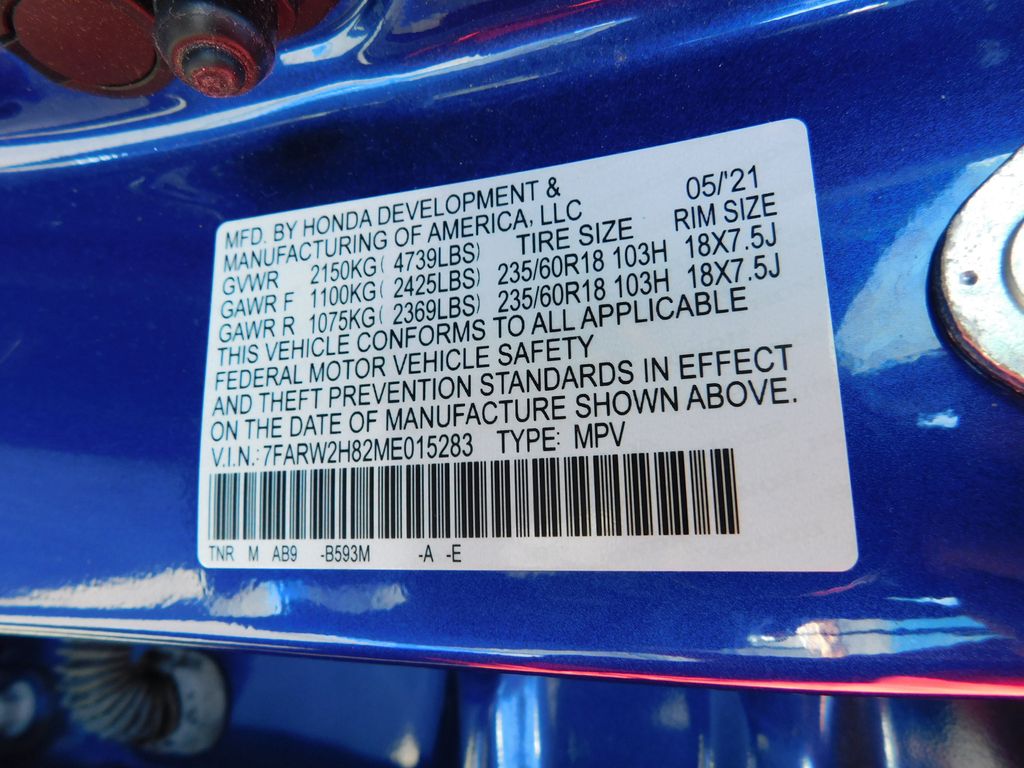 MFD. BY HONDA DEVELOPMENT & 05/'21
MANUFACTURING OF AMERICA, LLC
TIRE SIZE RIM SIZE
GVWR 2150KG( 4739LBS)
GAWR F 1100KG( 2425LBS) 235/60R18 103H 18X7.5J
GAWR R 1075KG( 2369LBS) 235/60R18 103H 18X7.5J
THIS VEHICLE CONFORMS TO ALL APPLICABLE
FEDERAL MOTOR VEHICLE SAFETY
AND THEFT PREVENTION STANDARDS IN EFFECT
ON THE DATE OF MANUFACTURE SHOWN ABOVE.
V.I.N: 7FARW2H82ME015283 TYPE: MPV
TNR M AB9 -B593M -A -E